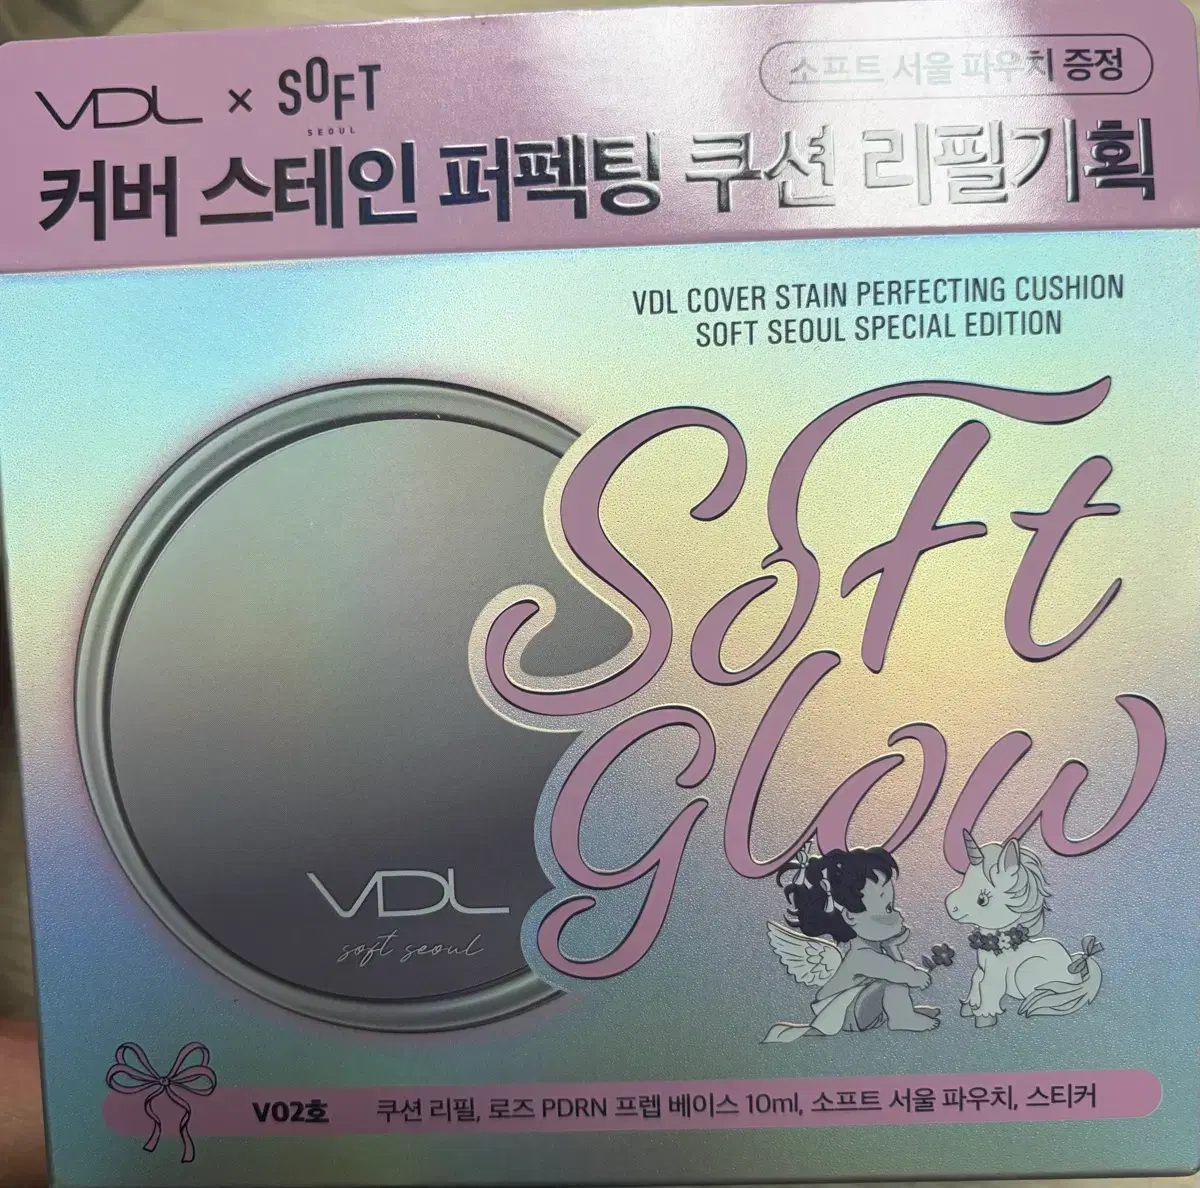 VDL × SOFT SEOUL
소프트 서울 파우치 증정
커버 스테인 퍼펙팅 쿠션 리필기획
VDL COVER STAIN PERFECTING CUSHION
SOFT SEOUL SPECIAL EDITION
Soft
Glow
VDL
soft seoul
V02호 쿠션 리필, 로즈 PDRN 프렙 베이스 10ml, 소프트 서울 파우치, 스티커